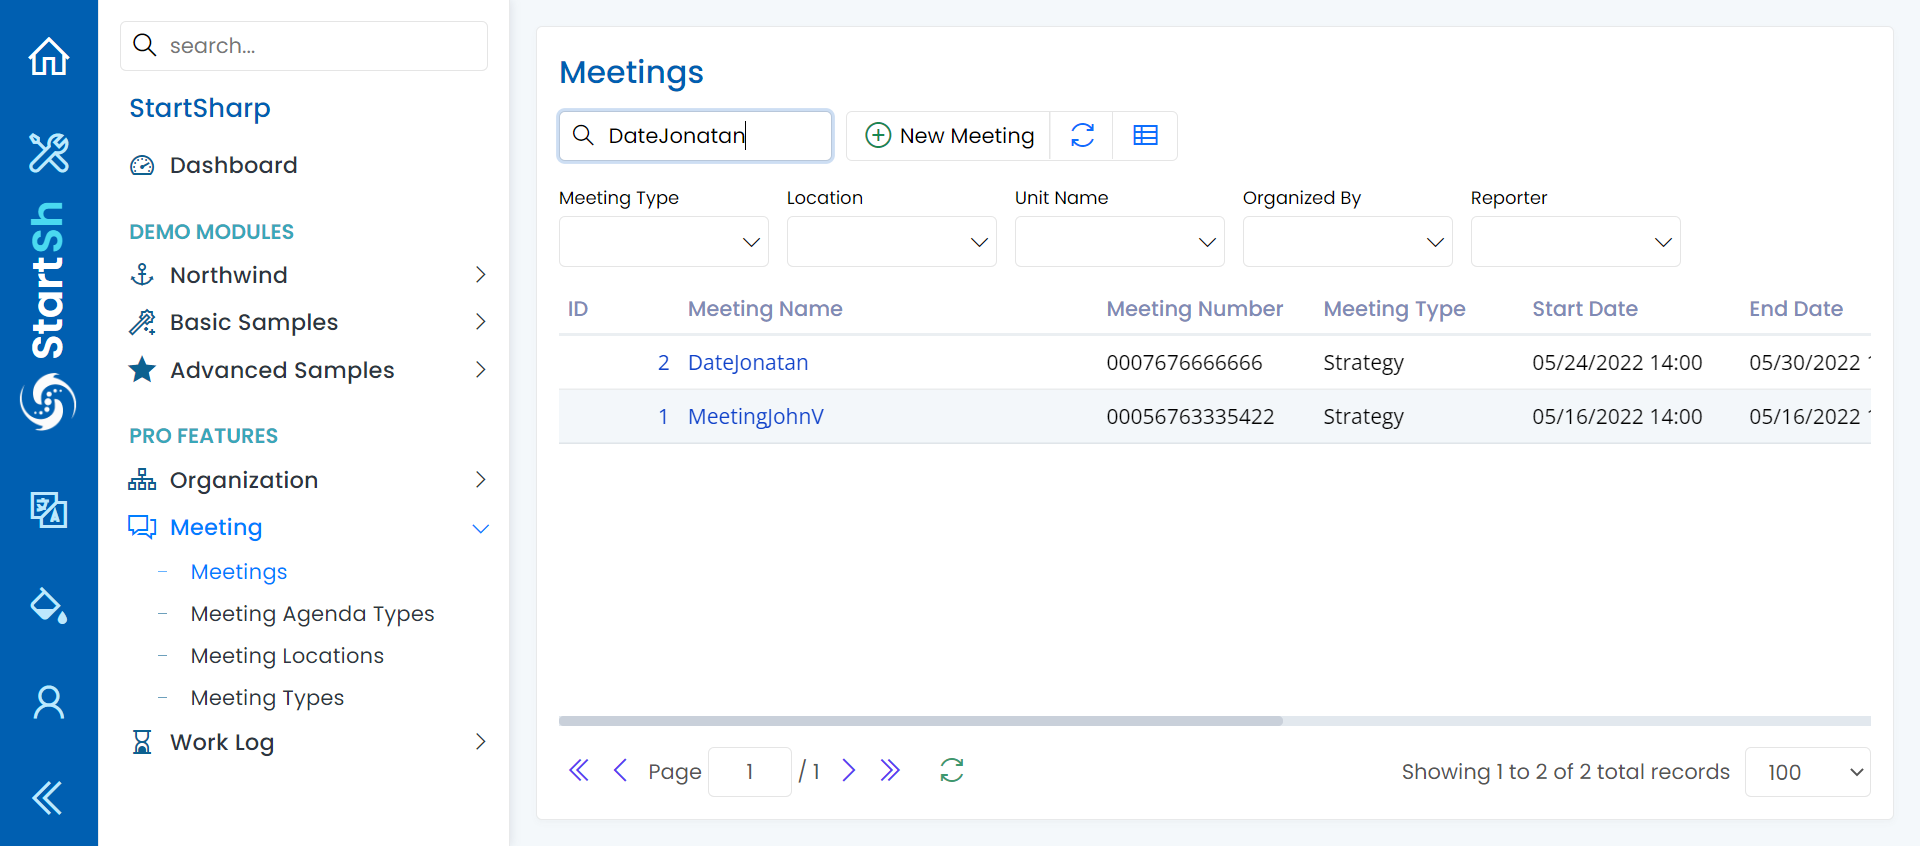 StartSh
search...
StartSharp
Dashboard
DEMO MODULES
Northwind
Basic Samples
Advanced Samples
PRO FEATURES
Organization
Meeting
Meetings
Meeting Agenda Types
Meeting Locations
Meeting Types
Work Log
Meetings
DateJonatan
New Meeting
Meeting Type Location Unit Name Organized By Reporter
ID Meeting Name Meeting Number Meeting Type Start Date End Date
2 DateJonatan 0007676666666 Strategy 05/24/2022 14:00 05/30/2022
1 MeetingJohnV 00056763335422 Strategy 05/16/2022 14:00 05/16/2022
Page 1 / 1
Showing 1 to 2 of 2 total records 100